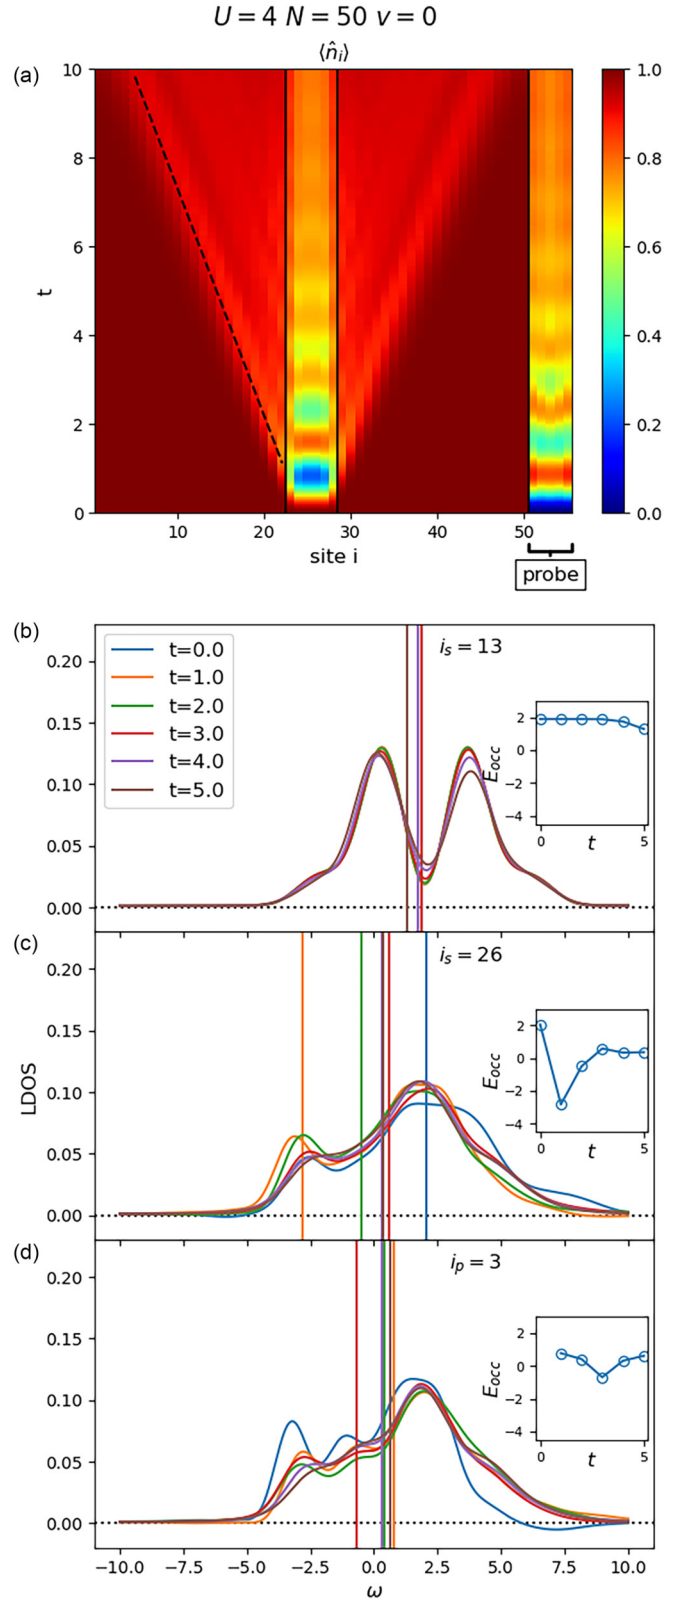 U = 4 N = 50 v = 0
⟨n̂ᵢ⟩
(a)
10
8
6
4
2
0
t
10 20 30 40 50
site i
probe
1.0
0.8
0.6
0.4
0.2
0.0
(b)
0.20
0.15
0.10
0.05
0.00
t=0.0
t=1.0
t=2.0
t=3.0
t=4.0
t=5.0
iₛ = 13
2
0
−2
−4
E_occ
0 5
t
(c)
0.20
0.15
0.10
0.05
0.00
LDOS
iₛ = 26
2
0
−2
−4
E_occ
0 5
t
(d)
0.20
0.15
0.10
0.05
0.00
iₚ = 3
2
0
−2
−4
E_occ
0 5
t
−10.0 −7.5 −5.0 −2.5 0.0 2.5 5.0 7.5 10.0
ω